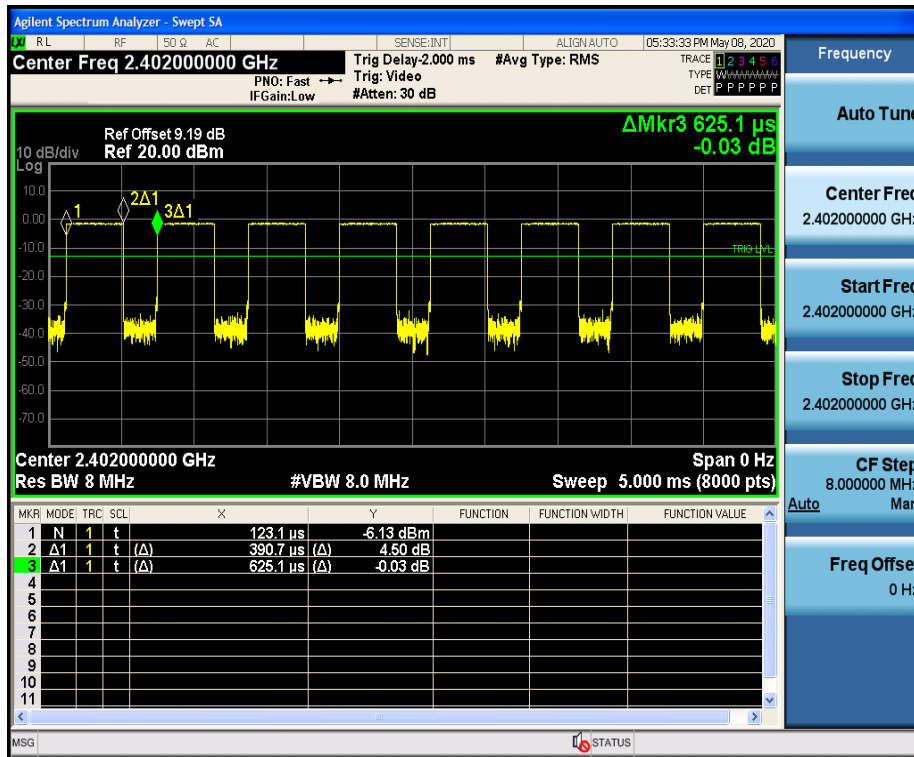 Agilent Spectrum Analyzer - Swept SA
LXI RL RF 50 Ω AC SENSE:INT ALIGN AUTO 05:33:33 PM May 08, 2020
Center Freq 2.402000000 GHz
PNO: Fast
IFGain:Low
Trig Delay-2.000 ms
Trig: Video
#Atten: 30 dB
#Avg Type: RMS
TRACE 1 2 3 4 5 6
TYPE
DET P P P P P P
Ref Offset 9.19 dB
10 dB/div Ref 20.00 dBm
Log
ΔMkr3 625.1 µs
-0.03 dB
10.0
0.00
-10.0
-20.0
-30.0
-40.0
-50.0
-60.0
-70.0
1
2Δ1
3Δ1
TRIG LVL
Center 2.402000000 GHz Span 0 Hz
Res BW 8 MHz #VBW 8.0 MHz Sweep 5.000 ms (8000 pts)
MKR MODE TRC SCL X Y FUNCTION FUNCTION WIDTH FUNCTION VALUE
1 N 1 t 123.1 µs -6.13 dBm
2 Δ1 1 t (Δ) 390.7 µs (Δ) 4.50 dB
3 Δ1 1 t (Δ) 625.1 µs (Δ) -0.03 dB
4
5
6
7
8
9
10
11
MSG STATUS
Frequency
Auto Tune
Center Freq
2.402000000 GHz
Start Freq
2.402000000 GHz
Stop Freq
2.402000000 GHz
CF Step
8.000000 MHz
Auto Man
Freq Offset
0 Hz